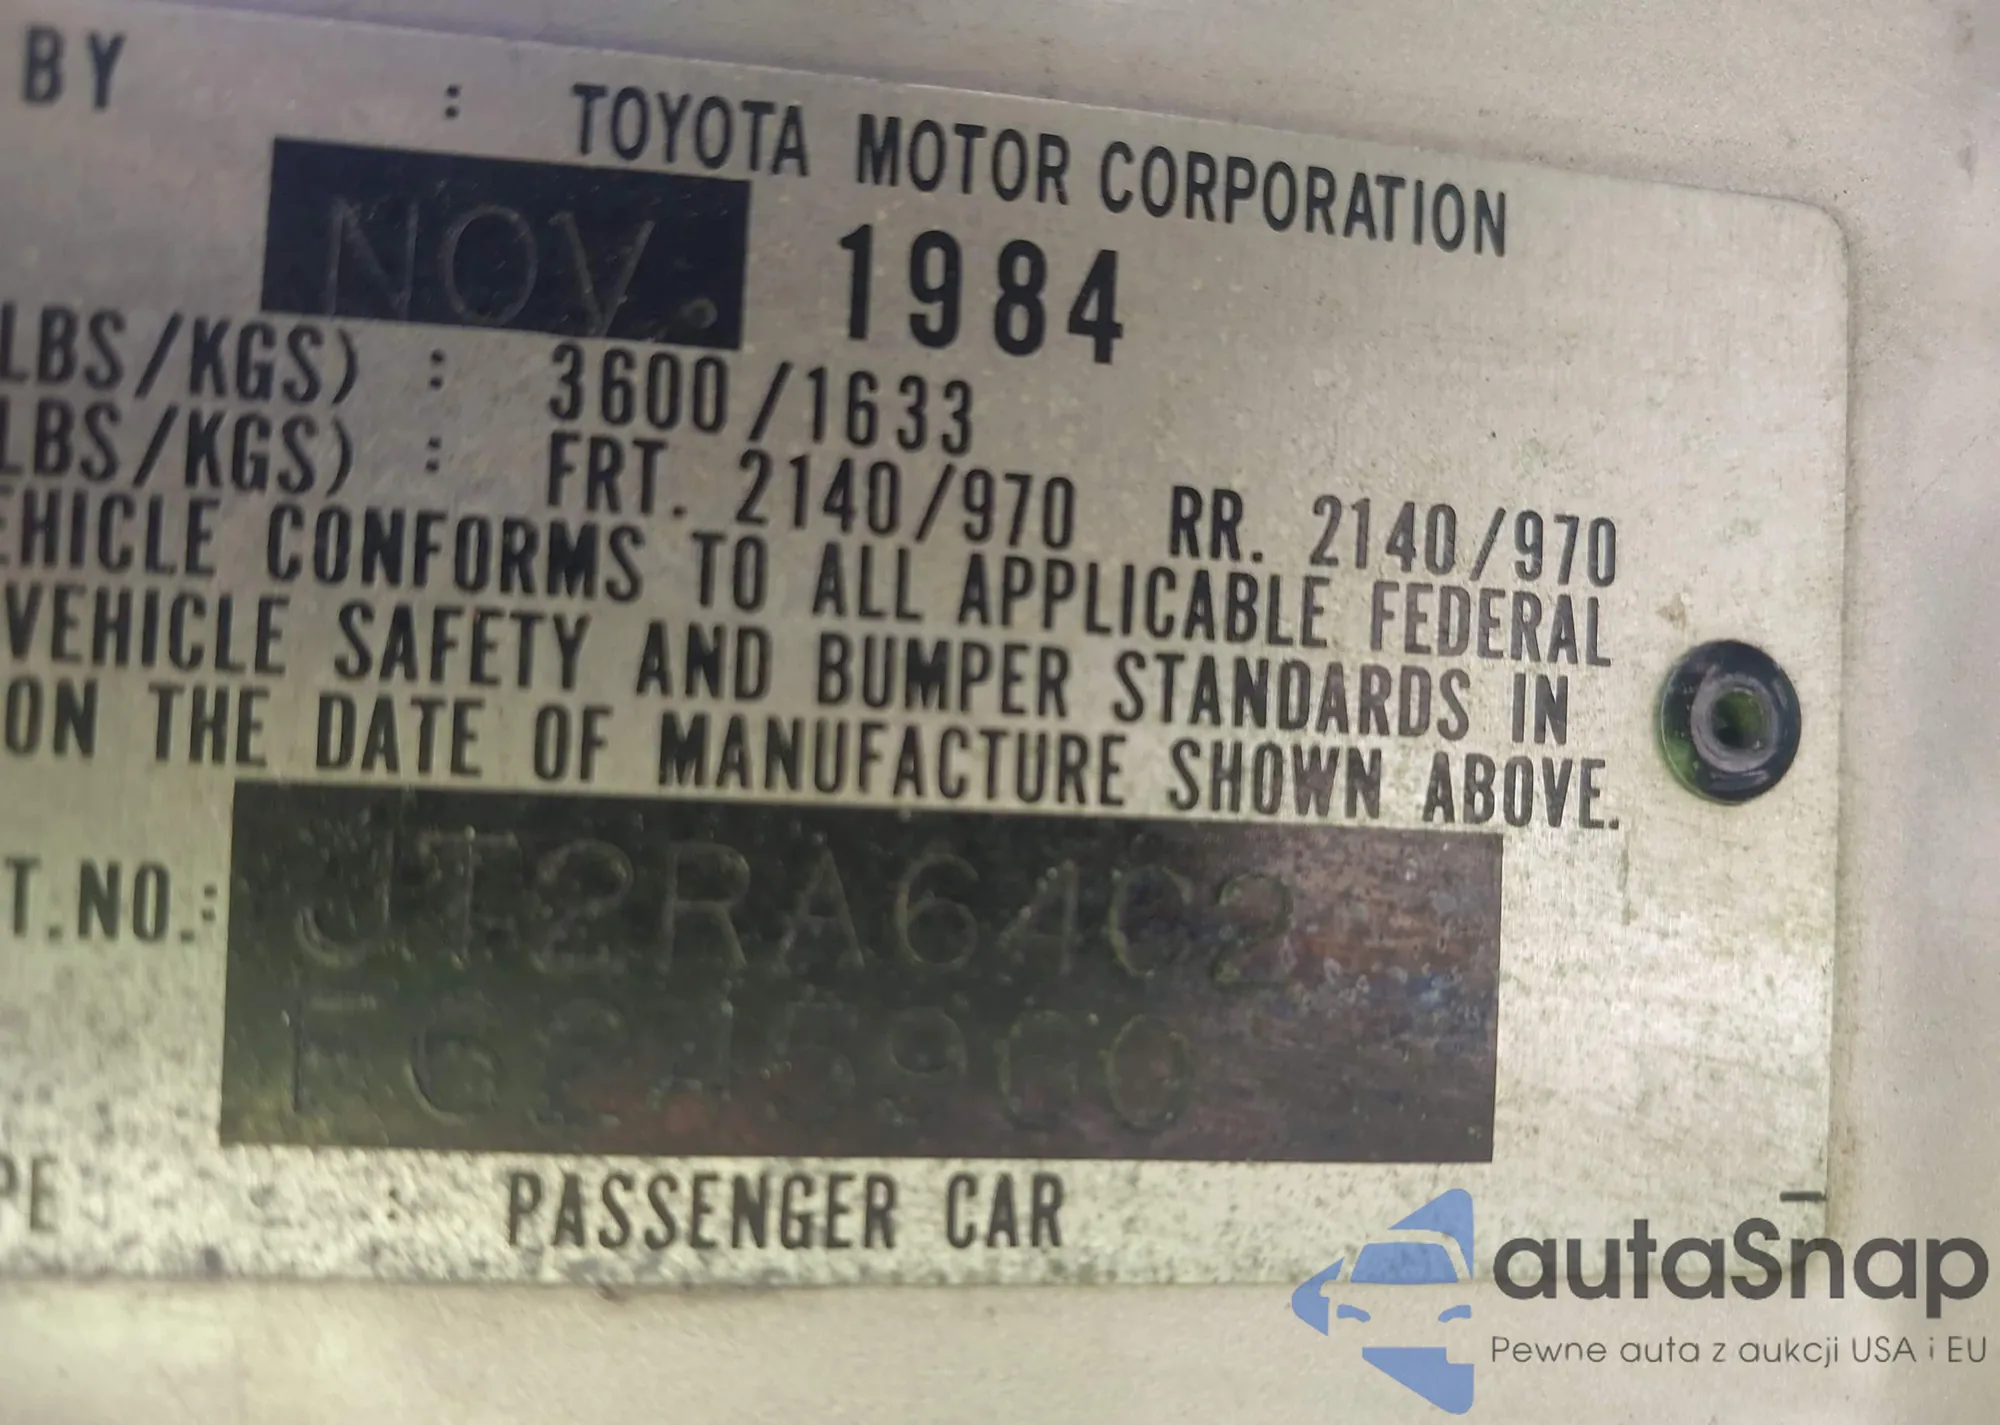 BY : TOYOTA MOTOR CORPORATION
NOV. 1984
LBS/KGS) : 3600/1633
LBS/KGS) : FRT. 2140/970 RR. 2140/970
EHICLE CONFORMS TO ALL APPLICABLE FEDERAL
VEHICLE SAFETY AND BUMPER STANDARDS IN
ON THE DATE OF MANUFACTURE SHOWN ABOVE.
T.NO.: JT2RA64C2
PE : PASSENGER CAR
autaSnap
Pewne auta z aukcji USA i EU